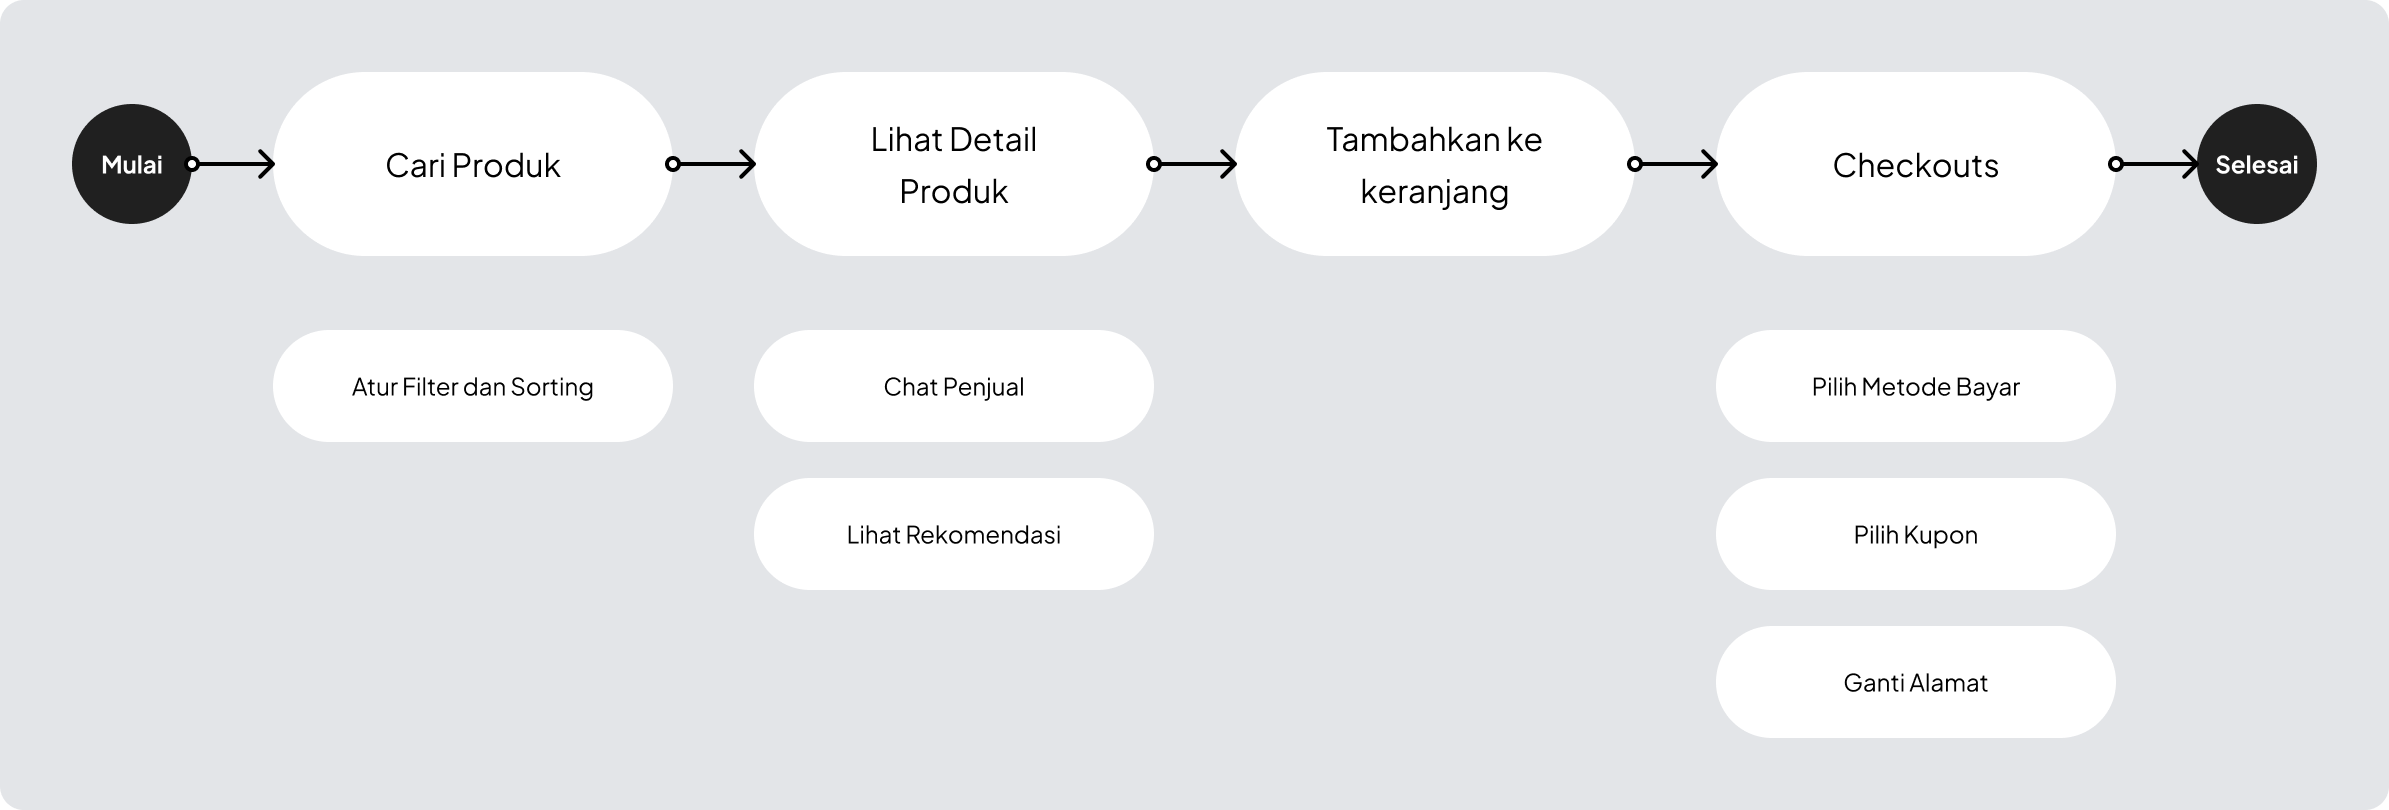 Mulai
Cari Produk
Lihat Detail
Produk
Tambahkan ke
keranjang
Checkouts
Selesai
Atur Filter dan Sorting
Chat Penjual
Pilih Metode Bayar
Lihat Rekomendasi
Pilih Kupon
Ganti Alamat